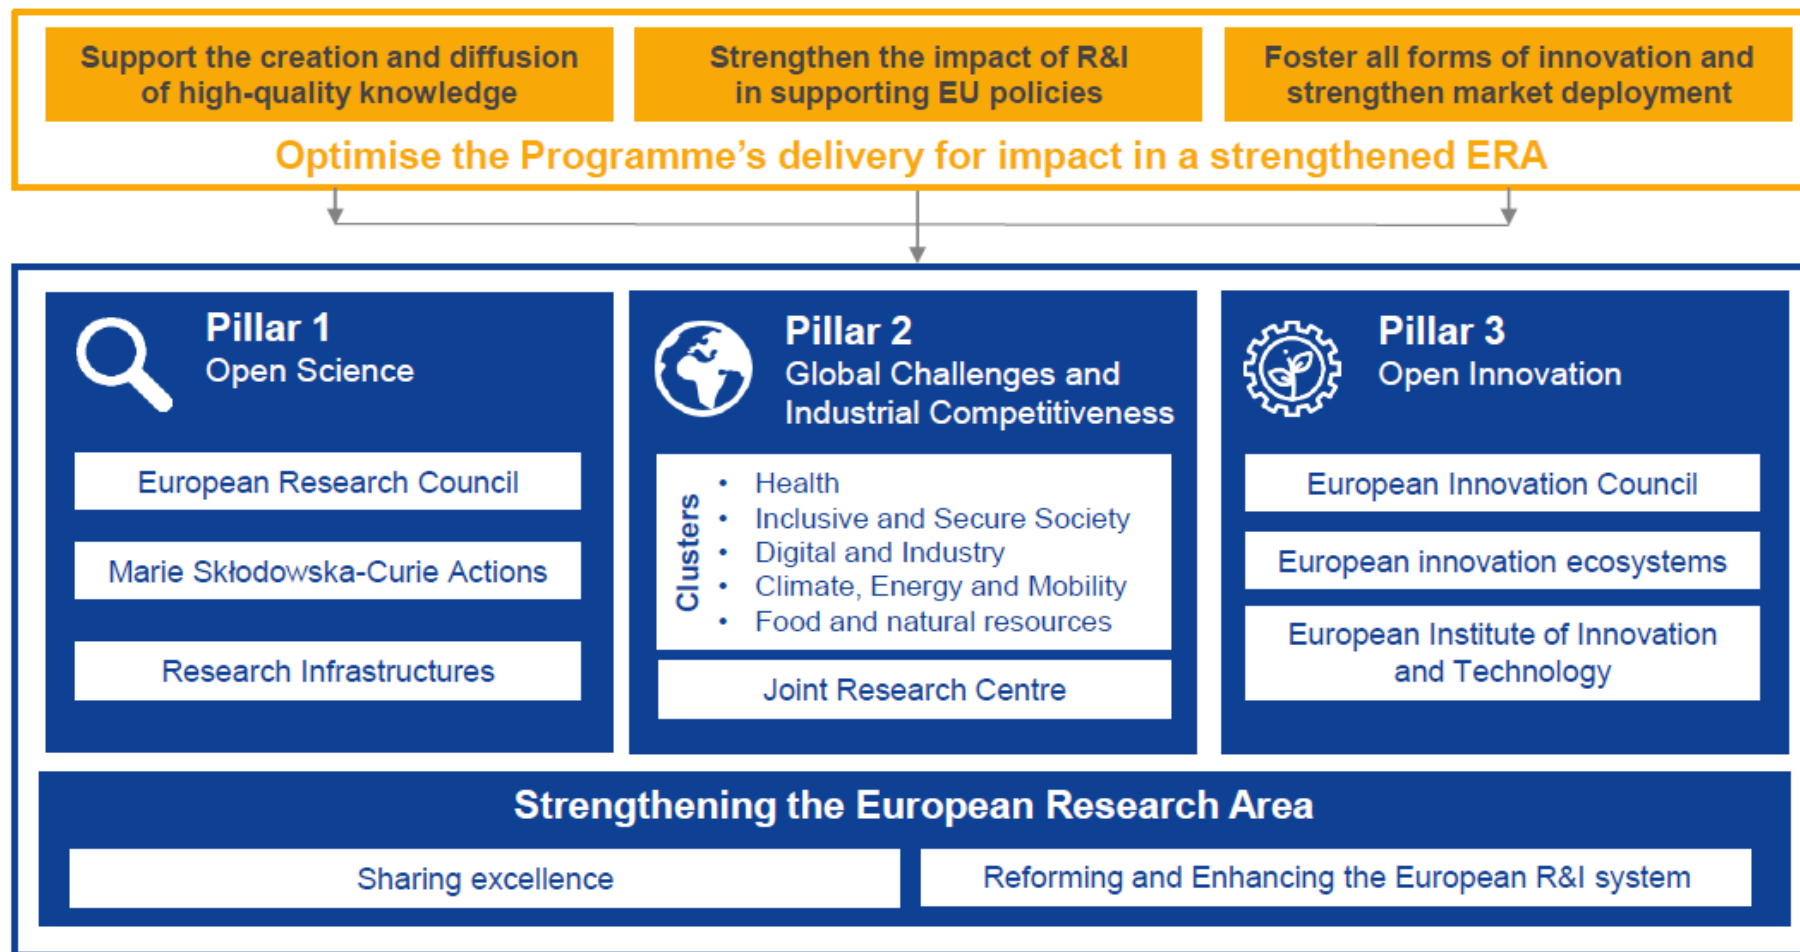 Support the creation and diffusion
of high-quality knowledge
Strengthen the impact of R&I
in supporting EU policies
Foster all forms of innovation and
strengthen market deployment
Optimise the Programme’s delivery for impact in a strengthened ERA
Pillar 1
Open Science
European Research Council
Marie Skłodowska-Curie Actions
Research Infrastructures
Pillar 2
Global Challenges and
Industrial Competitiveness
Clusters
• Health
• Inclusive and Secure Society
• Digital and Industry
• Climate, Energy and Mobility
• Food and natural resources
Joint Research Centre
Pillar 3
Open Innovation
European Innovation Council
European innovation ecosystems
European Institute of Innovation
and Technology
Strengthening the European Research Area
Sharing excellence
Reforming and Enhancing the European R&I system